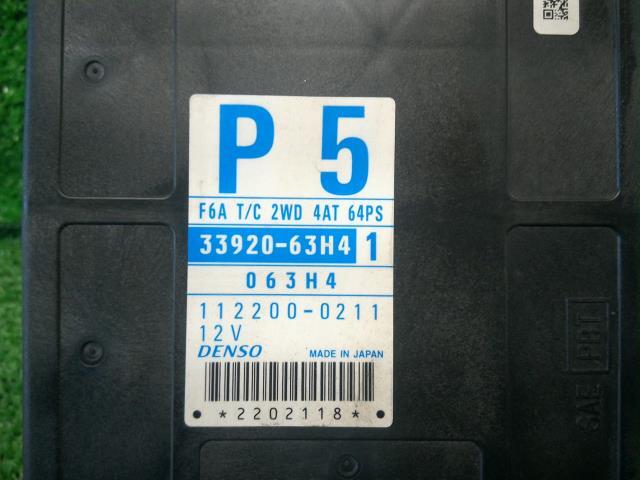 P 5
F6A T/C 2WD 4AT 64PS
33920-63H4 1
063H4
112200-0211
12V
DENSO MADE IN JAPAN
*2202118*
SAE PBT